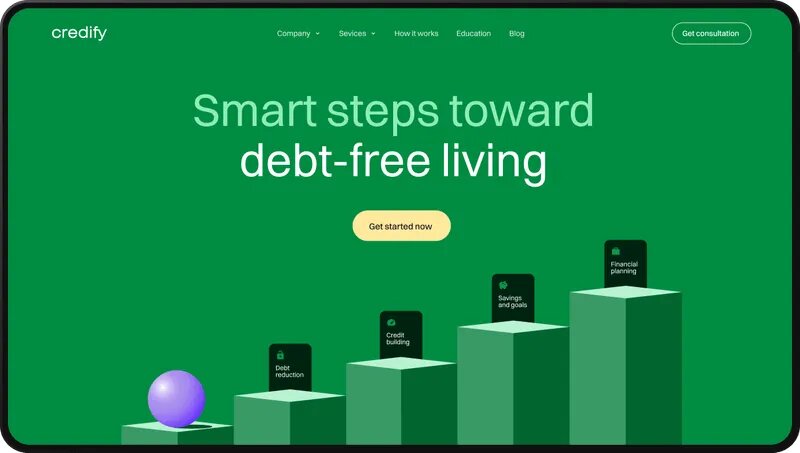 credify
Company
Sevices
How it works
Education
Blog
Get consultation
Smart steps toward
debt-free living
Get started now
Financial
planning
Savings
and goals
Credit
building
Debt
reduction